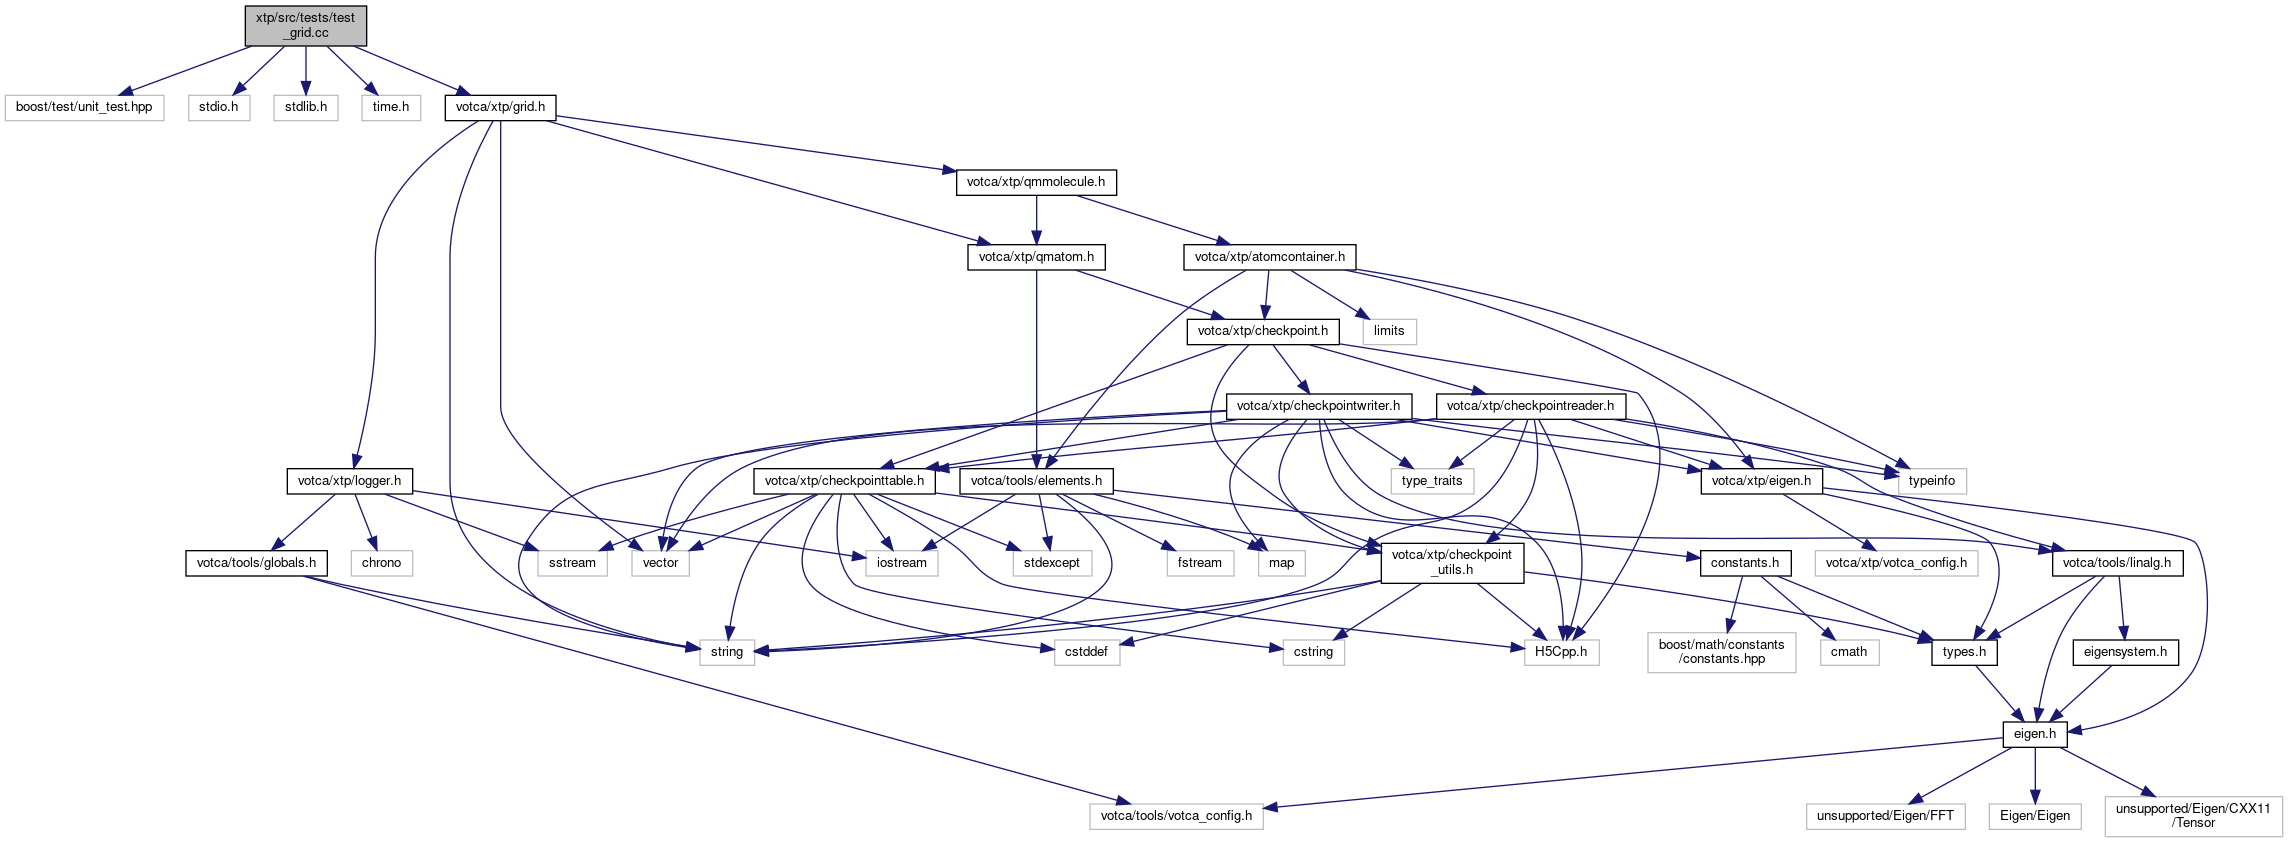 xtp/src/tests/test
_grid.cc
boost/test/unit_test.hpp
stdio.h
stdlib.h
time.h
votca/xtp/grid.h
votca/xtp/qmmolecule.h
votca/xtp/qmatom.h
votca/xtp/atomcontainer.h
votca/xtp/checkpoint.h
limits
votca/xtp/checkpointwriter.h
votca/xtp/checkpointreader.h
votca/xtp/logger.h
votca/xtp/checkpointtable.h
votca/tools/elements.h
type_traits
votca/xtp/eigen.h
typeinfo
votca/tools/globals.h
chrono
sstream
vector
iostream
stdexcept
fstream
map
votca/xtp/checkpoint
_utils.h
constants.h
votca/xtp/votca_config.h
votca/tools/linalg.h
string
cstddef
cstring
H5Cpp.h
boost/math/constants
/constants.hpp
cmath
types.h
eigensystem.h
eigen.h
votca/tools/votca_config.h
unsupported/Eigen/FFT
Eigen/Eigen
unsupported/Eigen/CXX11
/Tensor